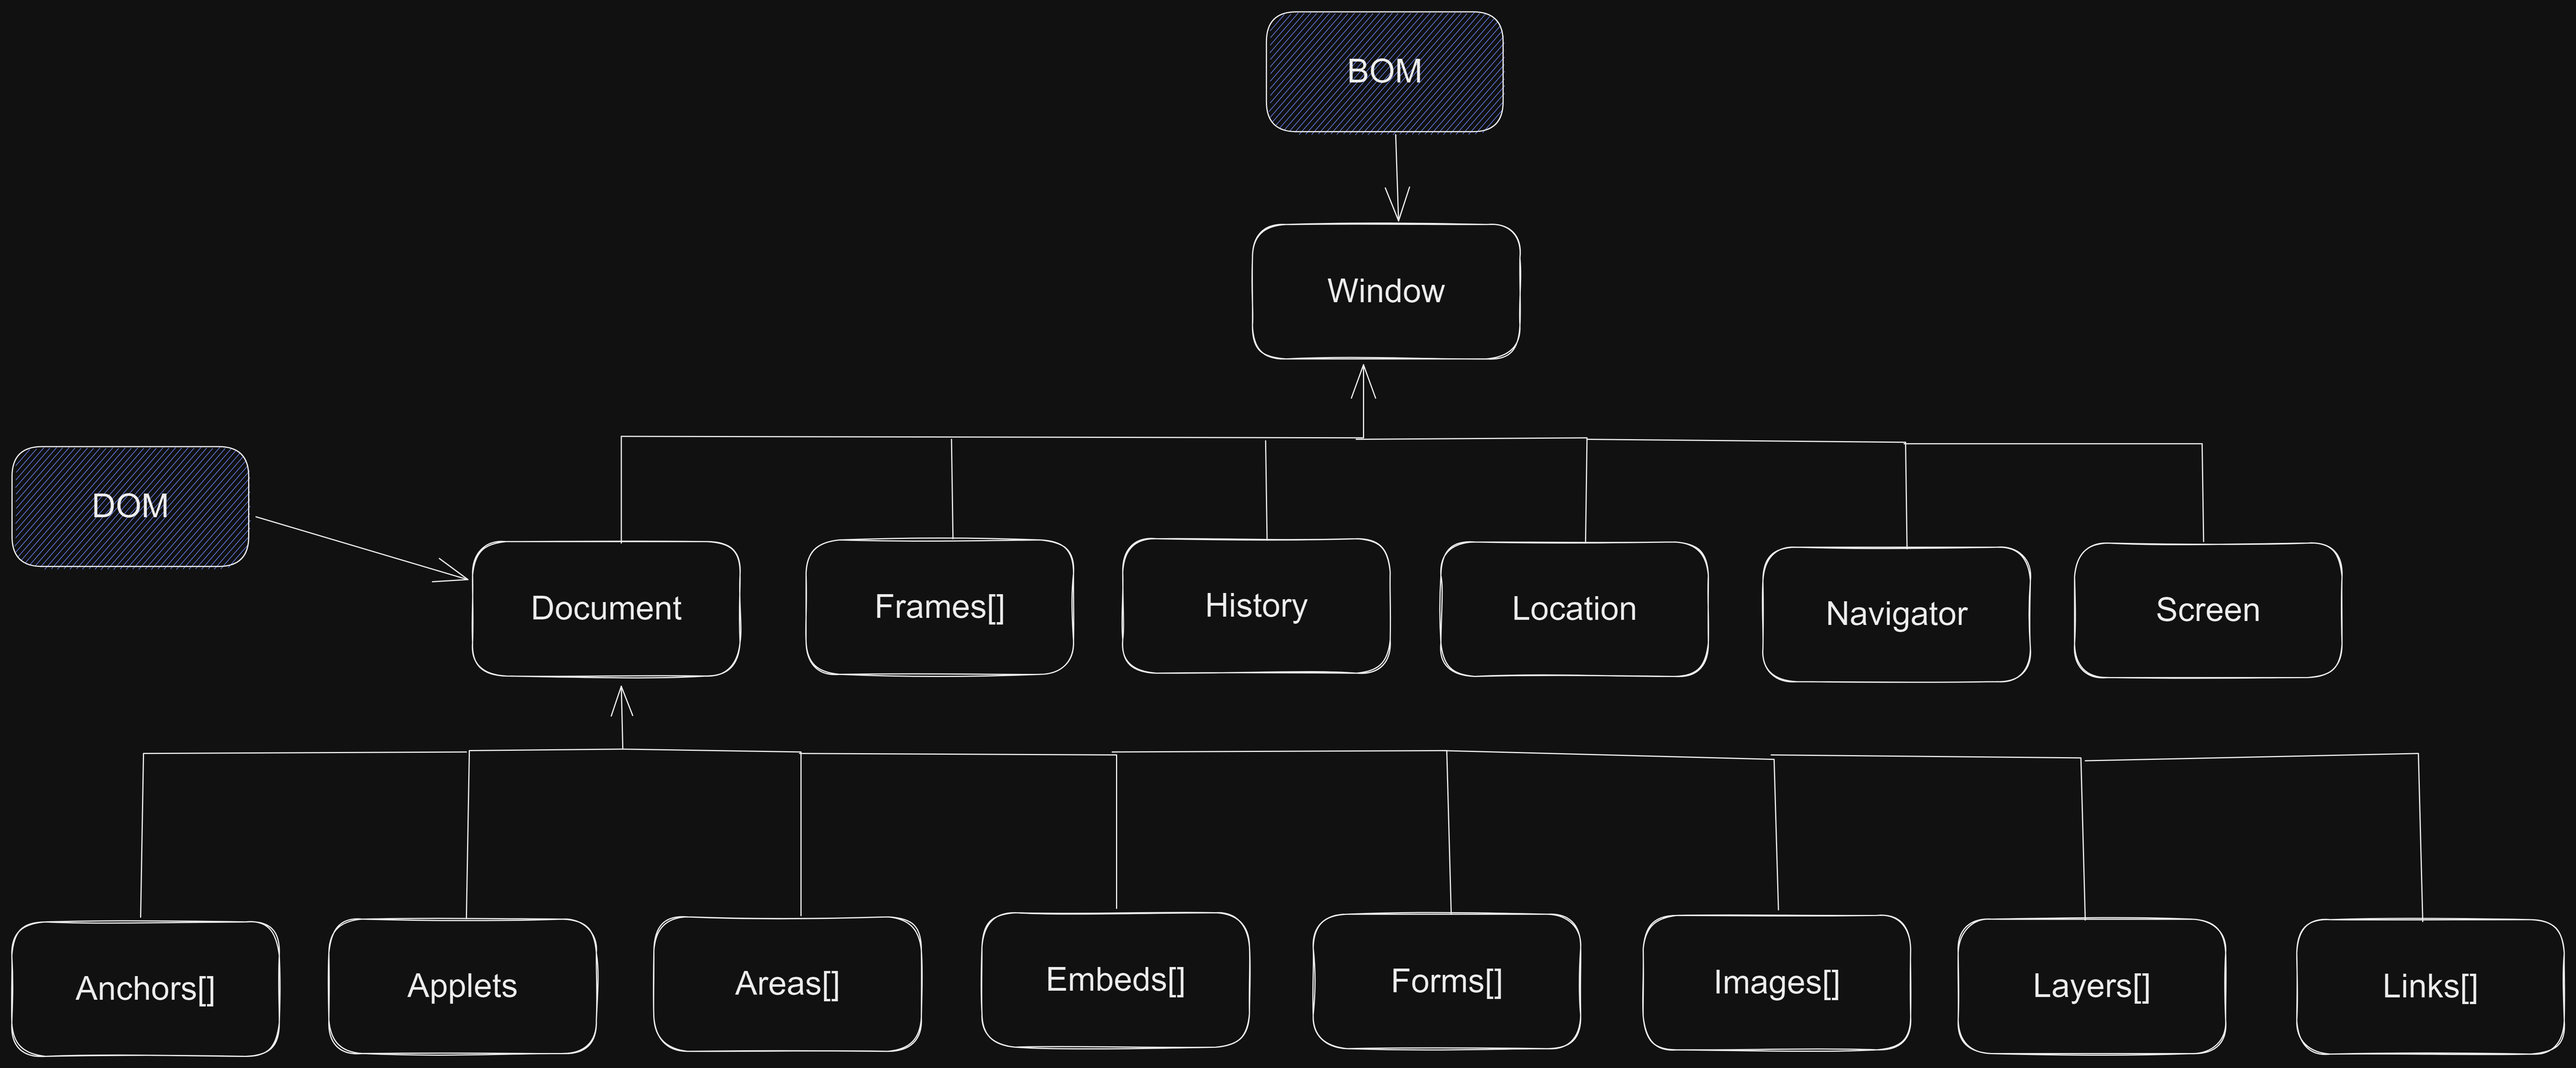 BOM
Window
DOM
Document
Frames[]
History
Location
Navigator
Screen
Anchors[]
Applets
Areas[]
Embeds[]
Forms[]
Images[]
Layers[]
Links[]